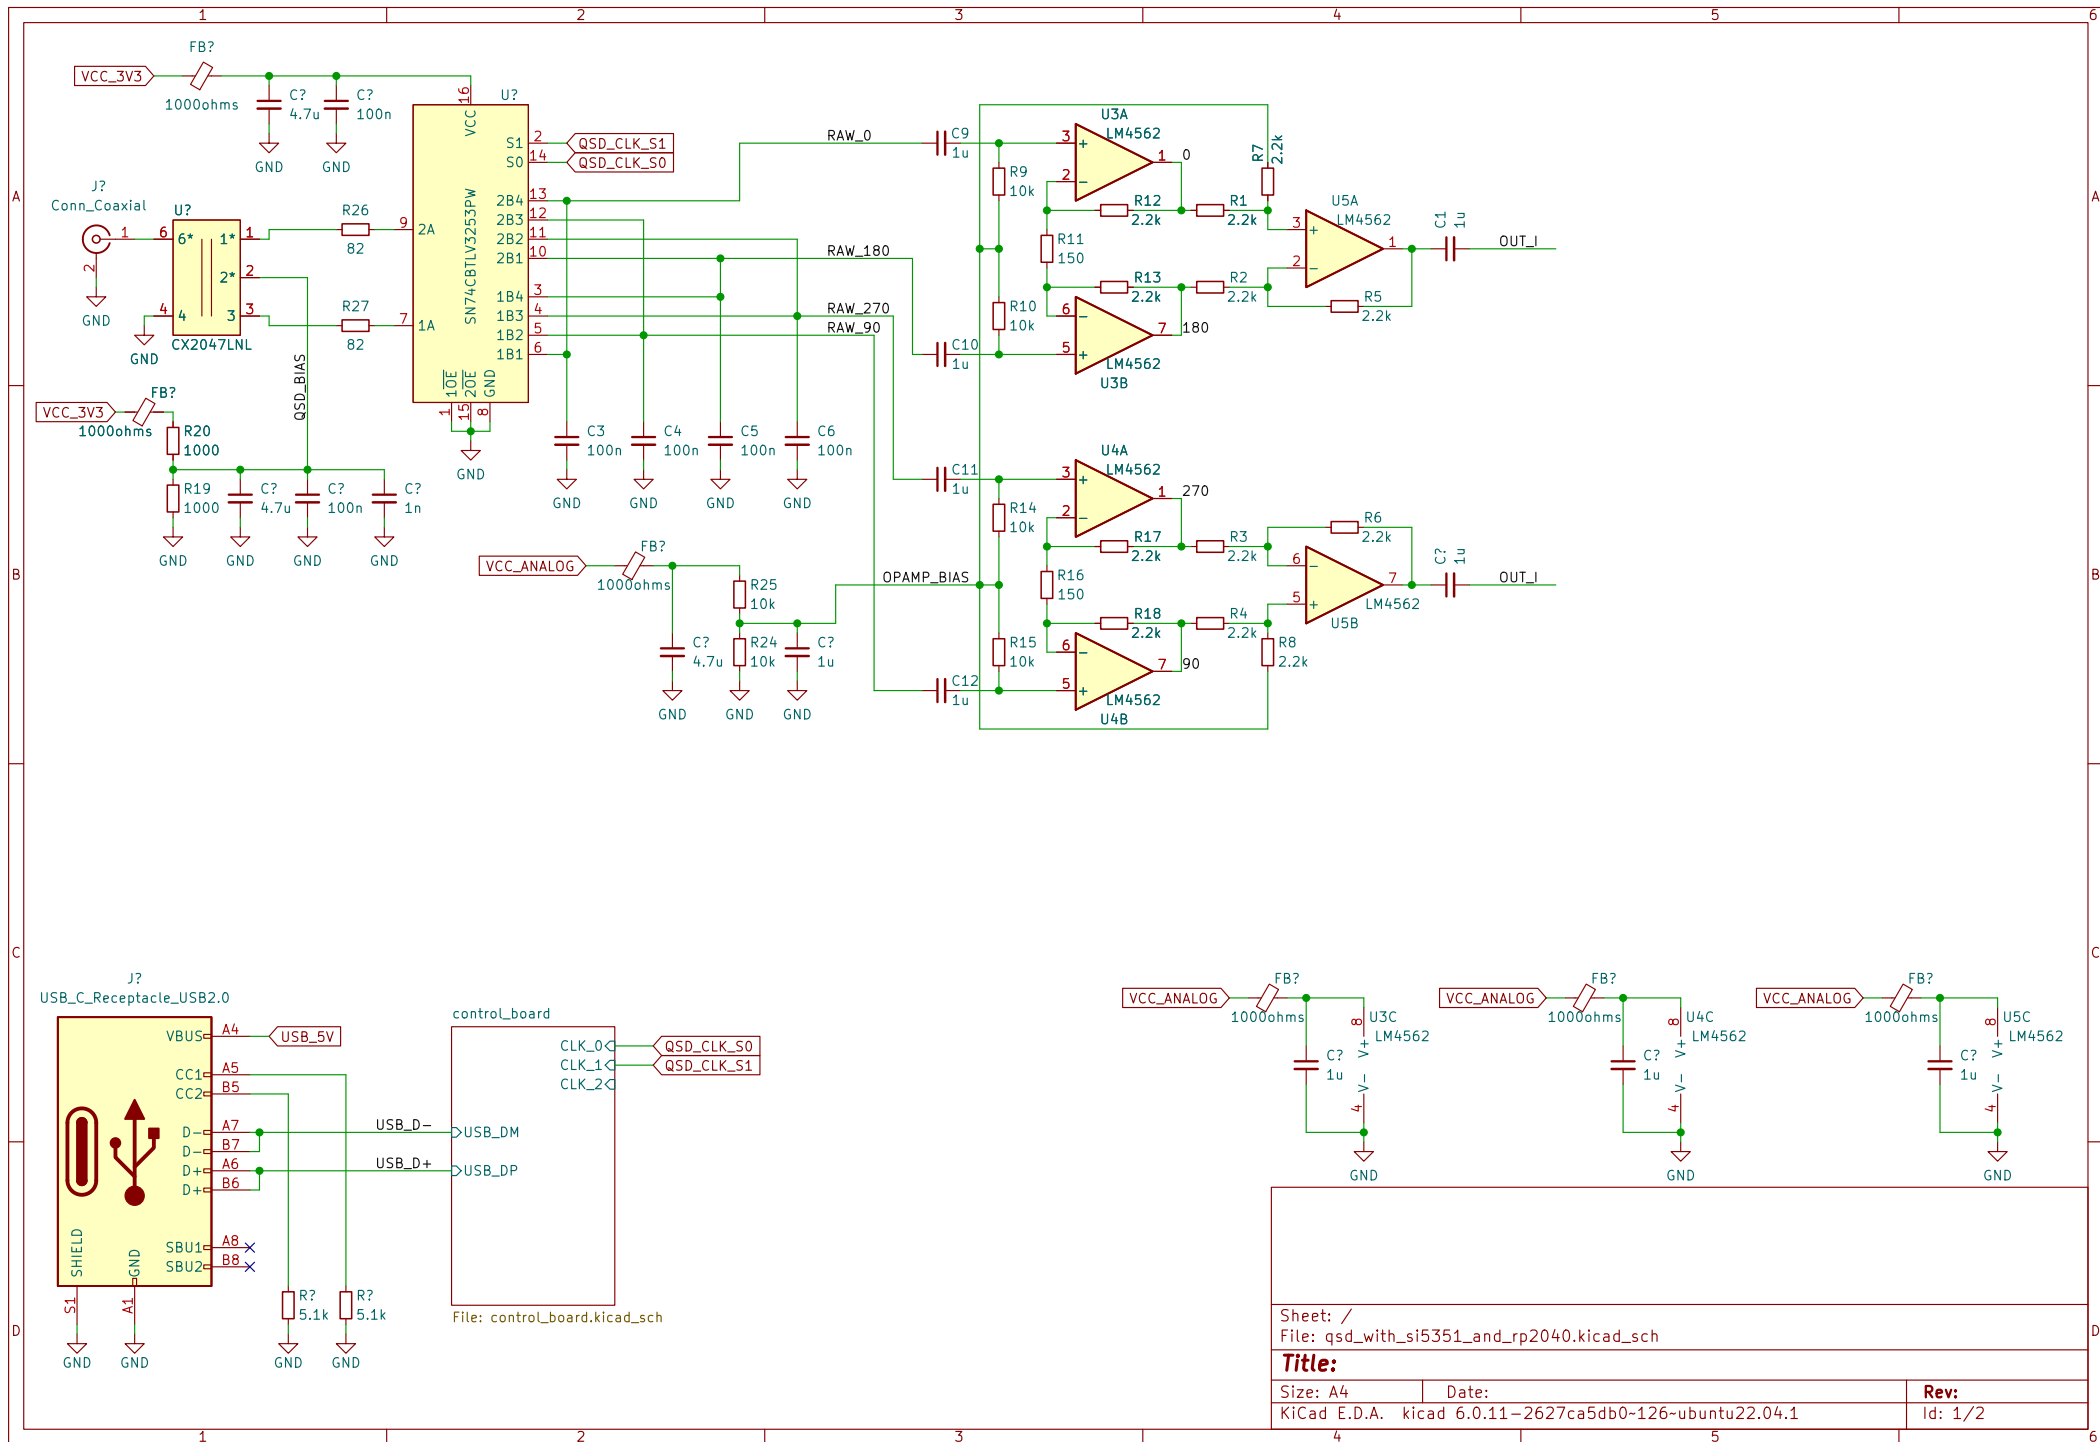 1 2 3 4 5 6
A
B
C
D
FB?
VCC_3V3
1000ohms
C?
4.7u
C?
100n
GND
GND
J?
Conn_Coaxial
1
2
GND
U?
6 6* 1* 1
2* 2
4 4 3 3
CX2047LNL
GND
R26
82
R27
82
QSD_BIAS
U?
16
VCC
SN74CBTLV3253PW
S1 2 QSD_CLK_S1
S0 14 QSD_CLK_S0
2B4 13
9 2A
2B3 12
2B2 11
2B1 10
1B4 3
1B3 4
7 1A
1B2 5
1B1 6
1OE 2OE GND
1 15 8
GND
RAW_0
RAW_180
RAW_270
RAW_90
FB?
VCC_3V3
1000ohms
R20
1000
R19
1000
C?
4.7u
C?
100n
C?
1n
GND
GND
GND
GND
C3
100n
C4
100n
C5
100n
C6
100n
GND
GND
GND
GND
C9
1u
C10
1u
U3A
LM4562
3 +
2 −
1
0
R9
10k
R12
2.2k
R1
2.2k
R7
2.2k
R11
150
R13
2.2k
R2
2.2k
R10
10k
6 −
5 +
7
180
LM4562
U3B
U5A
LM4562
3 +
2 −
1
R5
2.2k
C1
1u
OUT_I
C11
1u
C12
1u
U4A
LM4562
3 +
2 −
1
270
R14
10k
R17
2.2k
R3
2.2k
R16
150
R18
2.2k
R4
2.2k
R15
10k
6 −
5 +
7
90
LM4562
U4B
R6
2.2k
6 −
5 +
7
LM4562
U5B
R8
2.2k
C?
1u
OUT_I
FB?
VCC_ANALOG
1000ohms
OPAMP_BIAS
R25
10k
C?
4.7u
R24
10k
C?
1u
GND
GND
GND
J?
USB_C_Receptacle_USB2.0
VBUS A4 USB_5V
CC1 A5
CC2 B5
D- A7
D- B7
D+ A6
D+ B6
SBU1 A8
SBU2 B8
SHIELD GND
S1 A1
GND
GND
USB_D-
USB_D+
R?
5.1k
R?
5.1k
GND
GND
control_board
CLK_0 QSD_CLK_S0
CLK_1 QSD_CLK_S1
CLK_2
USB_DM
USB_DP
File: control_board.kicad_sch
FB?
VCC_ANALOG
1000ohms
8
U3C
LM4562
V+
C?
1u
V-
4
GND
FB?
VCC_ANALOG
1000ohms
8
U4C
LM4562
V+
C?
1u
V-
4
GND
FB?
VCC_ANALOG
1000ohms
8
U5C
LM4562
V+
C?
1u
V-
4
GND
Sheet: /
File: qsd_with_si5351_and_rp2040.kicad_sch
Title:
Size: A4 Date: Rev:
KiCad E.D.A. kicad 6.0.11-2627ca5db0~126~ubuntu22.04.1 Id: 1/2
A
B
C
D
1 2 3 4 5 6